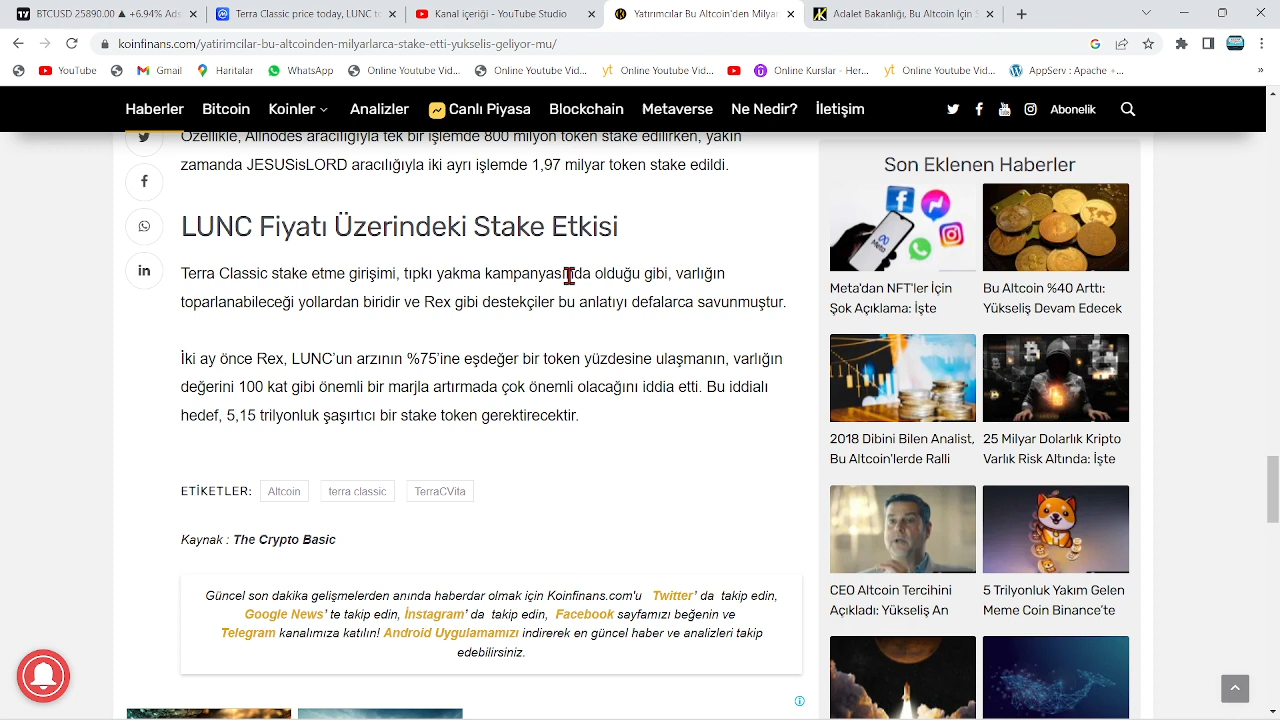 BTCUSD 25890.00 ▲ +6.94% Ads
Terra Classic price today, LUNC to
Kanal içeriği - YouTube Studio
Yatırımcılar Bu Altcoin'den Milyar
Adalet Bakanlığı, Bu Altcoin İçin S
koinfinans.com/yatirimcilar-bu-altcoinden-milyarlarca-stake-etti-yukselis-geliyor-olabilir/
YouTube
Gmail
Haritalar
WhatsApp
Online Youtube Vid...
Online Youtube Vid...
Online Youtube Vid...
Online Kurslar - Her...
Online Youtube Vid...
AppServ : Apache +...
»
Haberler
Bitcoin
Koinler
Analizler
Canlı Piyasa
Blockchain
Metaverse
Ne Nedir?
İletişim
Abonelik
Özellikle, Allnodes aracılığıyla tek bir işlemde 800 milyon token stake edilirken, yakın
zamanda JESUSisLORD aracılığıyla iki ayrı işlemde 1,97 milyar token stake edildi.
LUNC Fiyatı Üzerindeki Stake Etkisi
Terra Classic stake etme girişini, tıpkı yakma kampanyasında olduğu gibi, varlığın
toparlanabileceği yollardan biridir ve Rex gibi destekçiler bu anlatıyı defalarca savunmuştur.
İki ay önce Rex, LUNC'un arzının %75'ine eşdeğer bir token yüzdesine ulaşmanın, varlığın
değerini 100 kat gibi önemli bir marjla artırmada çok önemli olacağını iddia etti. Bu iddialı
hedef, 5,15 trilyonluk şaşırtıcı bir stake token gerektirecektir.
ETİKETLER:
Altcoin
terra classic
TerraCVita
Kaynak : The Crypto Basic
Güncel son dakika gelişmelerden anında haberdar olmak için Koinfinans.com'u Twitter' da takip edin,
Google News' te takip edin, İnstagram' da takip edin, Facebook sayfamızı beğenin ve
Telegram kanalımıza katılın! Android Uygulamamızı indirerek en güncel haber ve analizleri takip
edebilirsiniz.
Son Eklenen Haberler
Meta'dan NFT'ler İçin
Şok Açıklama: İşte
Bu Altcoin %40 Arttı:
Yükseliş Devam Edecek
2018 Dibini Bilen Analist,
Bu Altcoin'lerde Ralli
25 Milyar Dolarlık Kripto
Varlık Risk Altında: İşte
CEO Altcoin Tercihini
Açıkladı: Yükseliş An
5 Trilyonluk Yakım Gelen
Meme Coin Binance'te